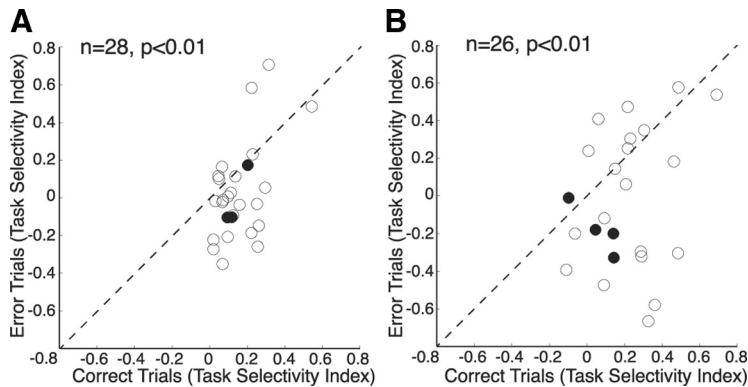 A
n=28, p<0.01
Error Trials (Task Selectivity Index)
0.8
0.6
0.4
0.2
0
-0.2
-0.4
-0.6
-0.8 -0.6 -0.4 -0.2 0 0.2 0.4 0.6 0.8
Correct Trials (Task Selectivity Index)
B
n=26, p<0.01
Error Trials (Task Selectivity Index)
0.8
0.6
0.4
0.2
0
-0.2
-0.4
-0.6
-0.8 -0.6 -0.4 -0.2 0 0.2 0.4 0.6 0.8
Correct Trials (Task Selectivity Index)